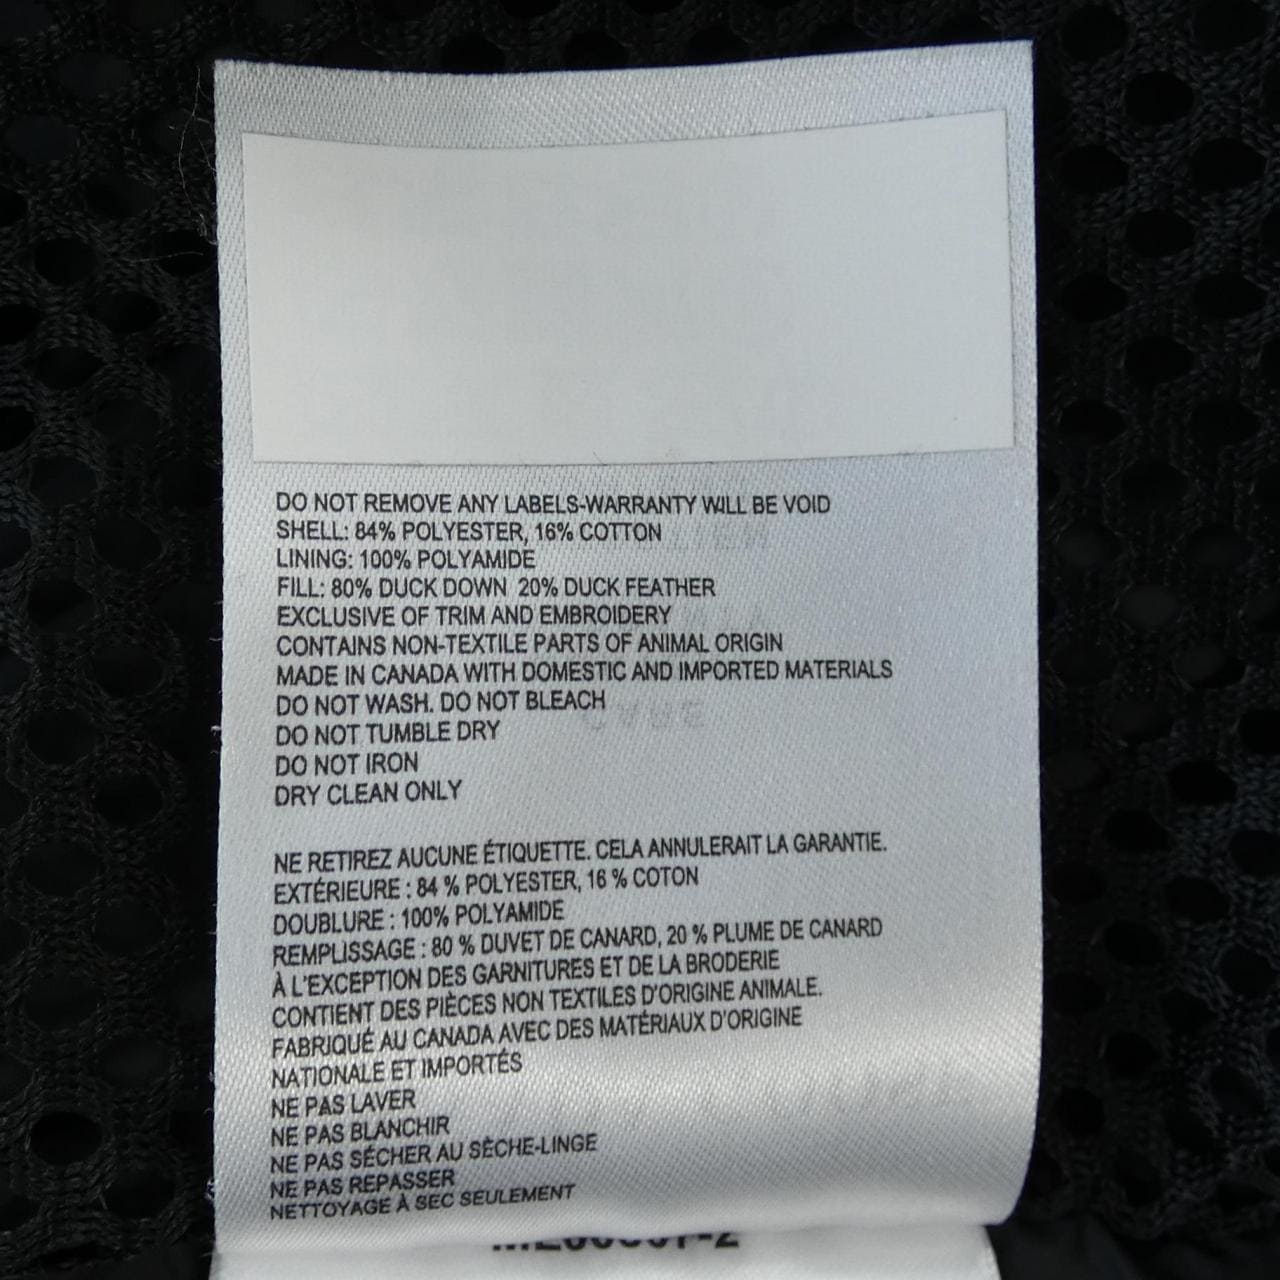 DO NOT REMOVE ANY LABELS-WARRANTY WILL BE VOID
SHELL: 84% POLYESTER, 16% COTTON
LINING: 100% POLYAMIDE
FILL: 80% DUCK DOWN 20% DUCK FEATHER
EXCLUSIVE OF TRIM AND EMBROIDERY
CONTAINS NON-TEXTILE PARTS OF ANIMAL ORIGIN
MADE IN CANADA WITH DOMESTIC AND IMPORTED MATERIALS
DO NOT WASH. DO NOT BLEACH
DO NOT TUMBLE DRY
DO NOT IRON
DRY CLEAN ONLY
NE RETIREZ AUCUNE ÉTIQUETTE. CELA ANNULERAIT LA GARANTIE.
EXTÉRIEURE : 84 % POLYESTER, 16 % COTON
DOUBLURE : 100% POLYAMIDE
REMPLISSAGE : 80 % DUVET DE CANARD, 20 % PLUME DE CANARD
À L'EXCEPTION DES GARNITURES ET DE LA BRODERIE
CONTIENT DES PIÈCES NON TEXTILES D'ORIGINE ANIMALE.
FABRIQUÉ AU CANADA AVEC DES MATÉRIAUX D'ORIGINE
NATIONALE ET IMPORTÉS
NE PAS LAVER
NE PAS BLANCHIR
NE PAS SÉCHER AU SÈCHE-LINGE
NE PAS REPASSER
NETTOYAGE À SEC SEULEMENT